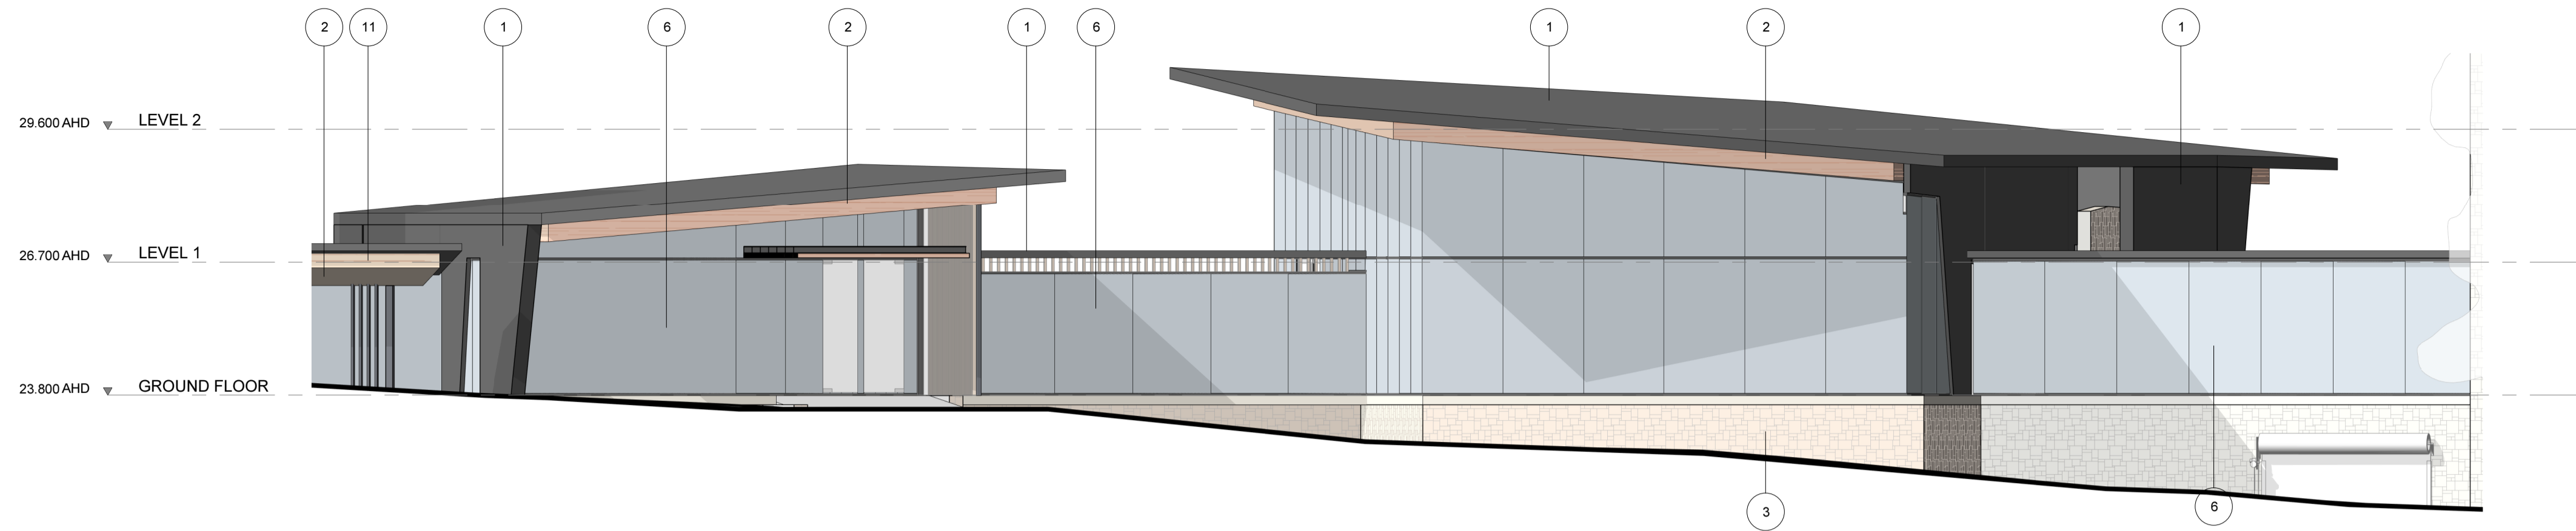 2 11 1 6 2 1 6 1 2 1
29.600 AHD LEVEL 2
26.700 AHD LEVEL 1
23.800 AHD GROUND FLOOR
3 6